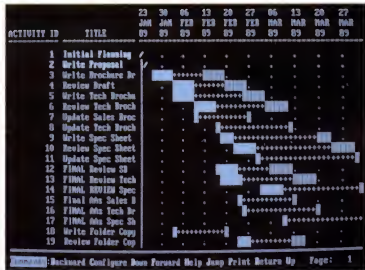 23 30 06 13 20 27 06 13 20 27
JAN JAN FEB FEB FEB FEB MAR MAR MAR MAR
ACTIVITY ID TITLE 89 89 89 89 89 89 89 89 89 89
1 Initial Planning
2 Write Proposal
3 Write Brochure Dr
4 Review Draft
5 Write Tech Brochu
6 Review Tech Broch
7 Update Sales Broc
8 Update Tech Broch
9 Write Spec Sheet
10 Review Spec Sheet
11 Update Spec Sheet
12 FINAL Review SB
13 FINAL Review Tech
14 FINAL REVIEW Spec
15 Final AAs Sales B
16 FINAL AAs Tech Br
17 FINAL AAs Spec Sh
18 Write Folder Copy
19 Review Folder Cop
Commands:Backward Configure Down Forward Help Jump Print Return Up Page: 1